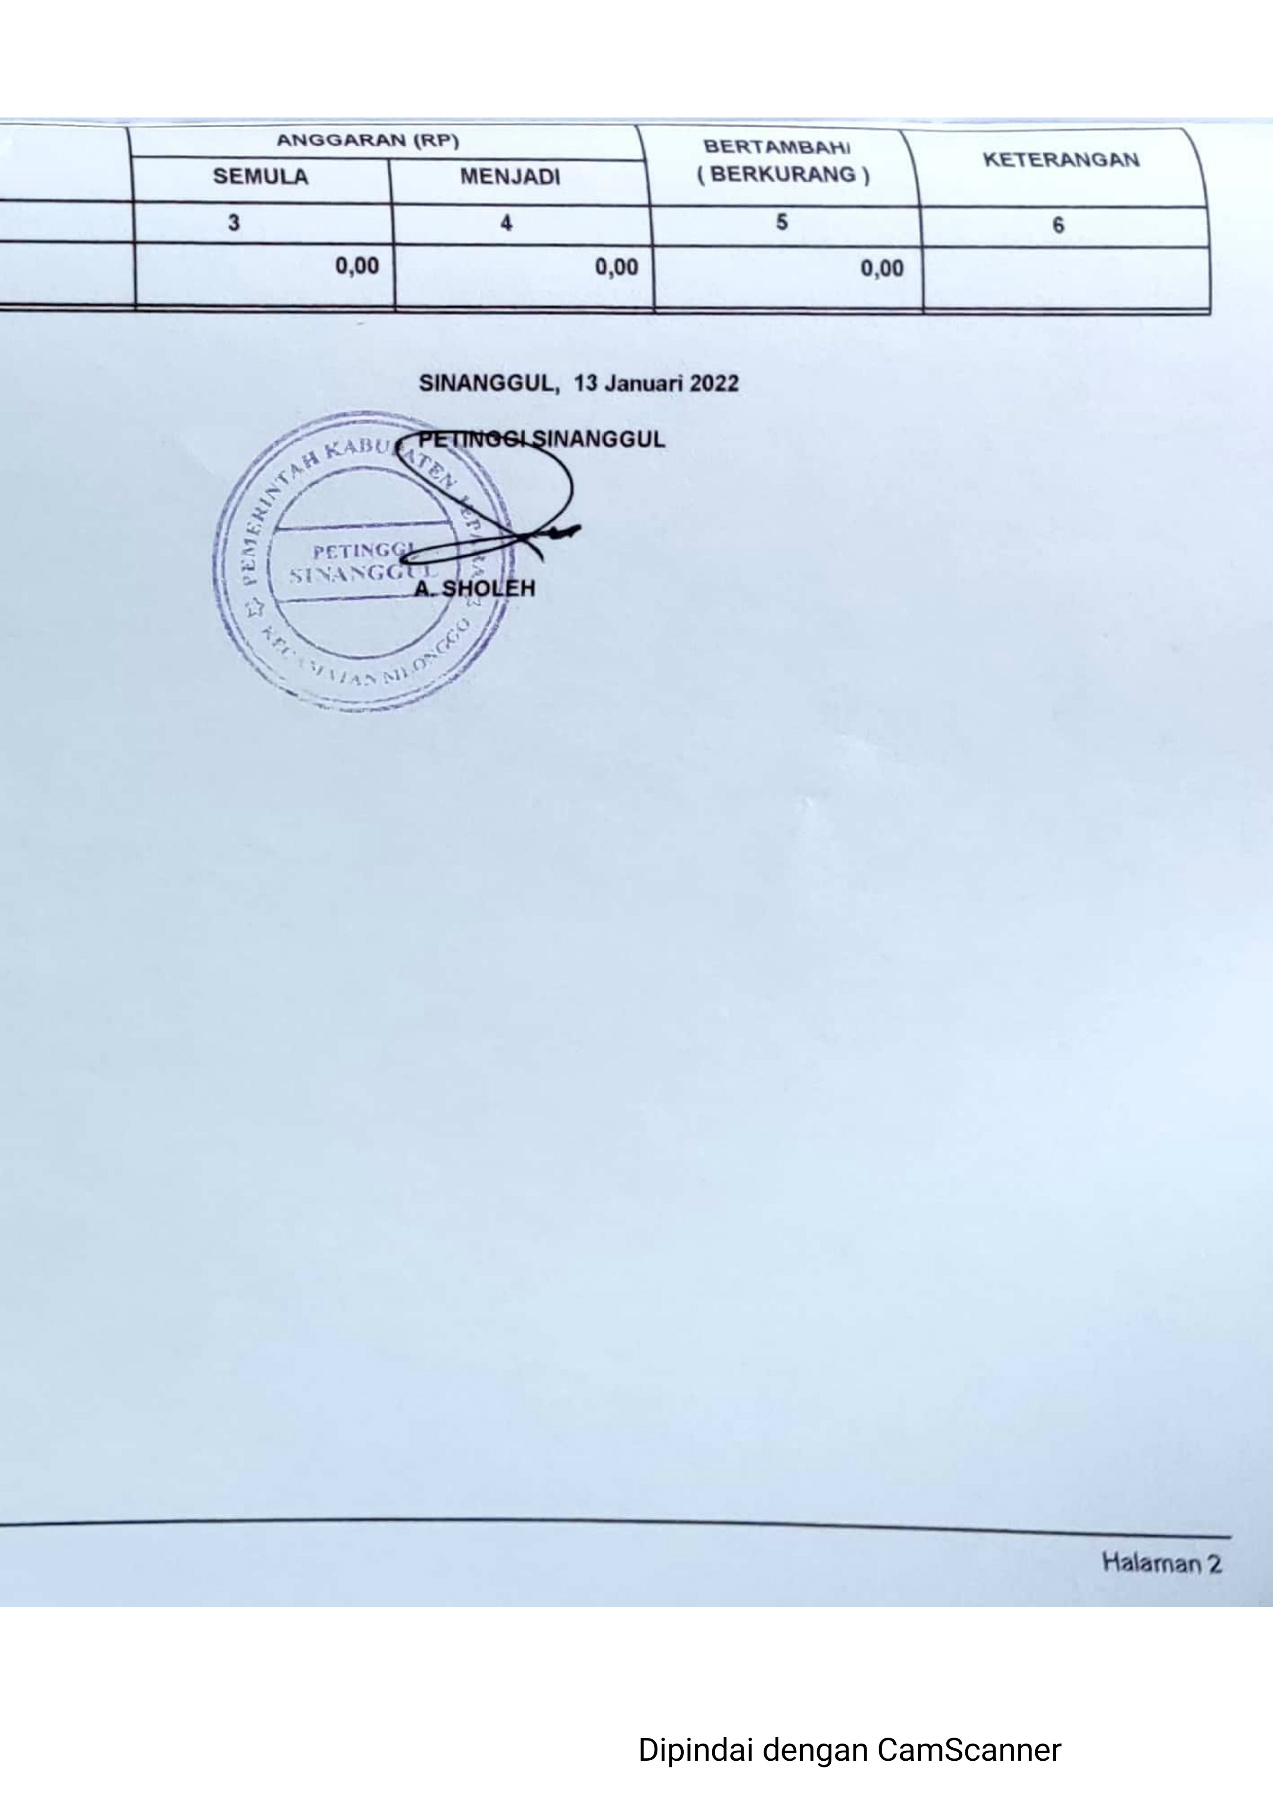 ANGGARAN (RP)
BERTAMBAH/
( BERKURANG )
KETERANGAN
SEMULA
MENJADI
3
4
5
6
0,00
0,00
0,00
SINANGGUL, 13 Januari 2022
PETINGGI SINANGGUL
PEMERINTAH KABUPATEN JEPARA
PETINGGI
SINANGGUL
KECAMATAN MLONGGO
A. SHOLEH
Halaman 2
Dipindai dengan CamScanner